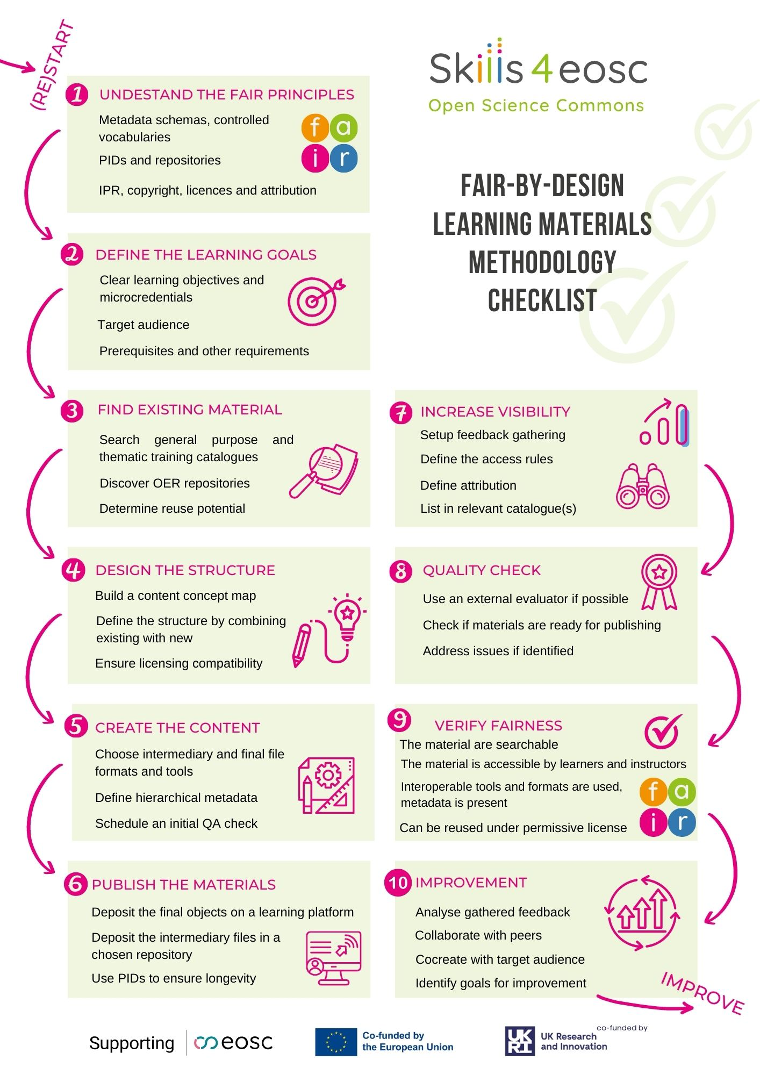 (RE)START
Skills 4 eosc
Open Science Commons
FAIR-BY-DESIGN
LEARNING MATERIALS
METHODOLOGY
CHECKLIST
1 UNDESTAND THE FAIR PRINCIPLES
Metadata schemas, controlled
vocabularies
PIDs and repositories
IPR, copyright, licences and attribution
f a
i r
2 DEFINE THE LEARNING GOALS
Clear learning objectives and
microcredentials
Target audience
Prerequisites and other requirements
3 FIND EXISTING MATERIAL
Search general purpose and
thematic training catalogues
Discover OER repositories
Determine reuse potential
4 DESIGN THE STRUCTURE
Build a content concept map
Define the structure by combining
existing with new
Ensure licensing compatibility
5 CREATE THE CONTENT
Choose intermediary and final file
formats and tools
Define hierarchical metadata
Schedule an initial QA check
6 PUBLISH THE MATERIALS
Deposit the final objects on a learning platform
Deposit the intermediary files in a
chosen repository
Use PIDs to ensure longevity
7 INCREASE VISIBILITY
Setup feedback gathering
Define the access rules
Define attribution
List in relevant catalogue(s)
8 QUALITY CHECK
Use an external evaluator if possible
Check if materials are ready for publishing
Address issues if identified
9 VERIFY FAIRNESS
The material are searchable
The material is accessible by learners and instructors
Interoperable tools and formats are used,
metadata is present
Can be reused under permissive license
f a
i r
10 IMPROVEMENT
Analyse gathered feedback
Collaborate with peers
Cocreate with target audience
Identify goals for improvement
IMPROVE
Supporting eosc
Co-funded by
the European Union
co-funded by
UKRI
UK Research
and Innovation